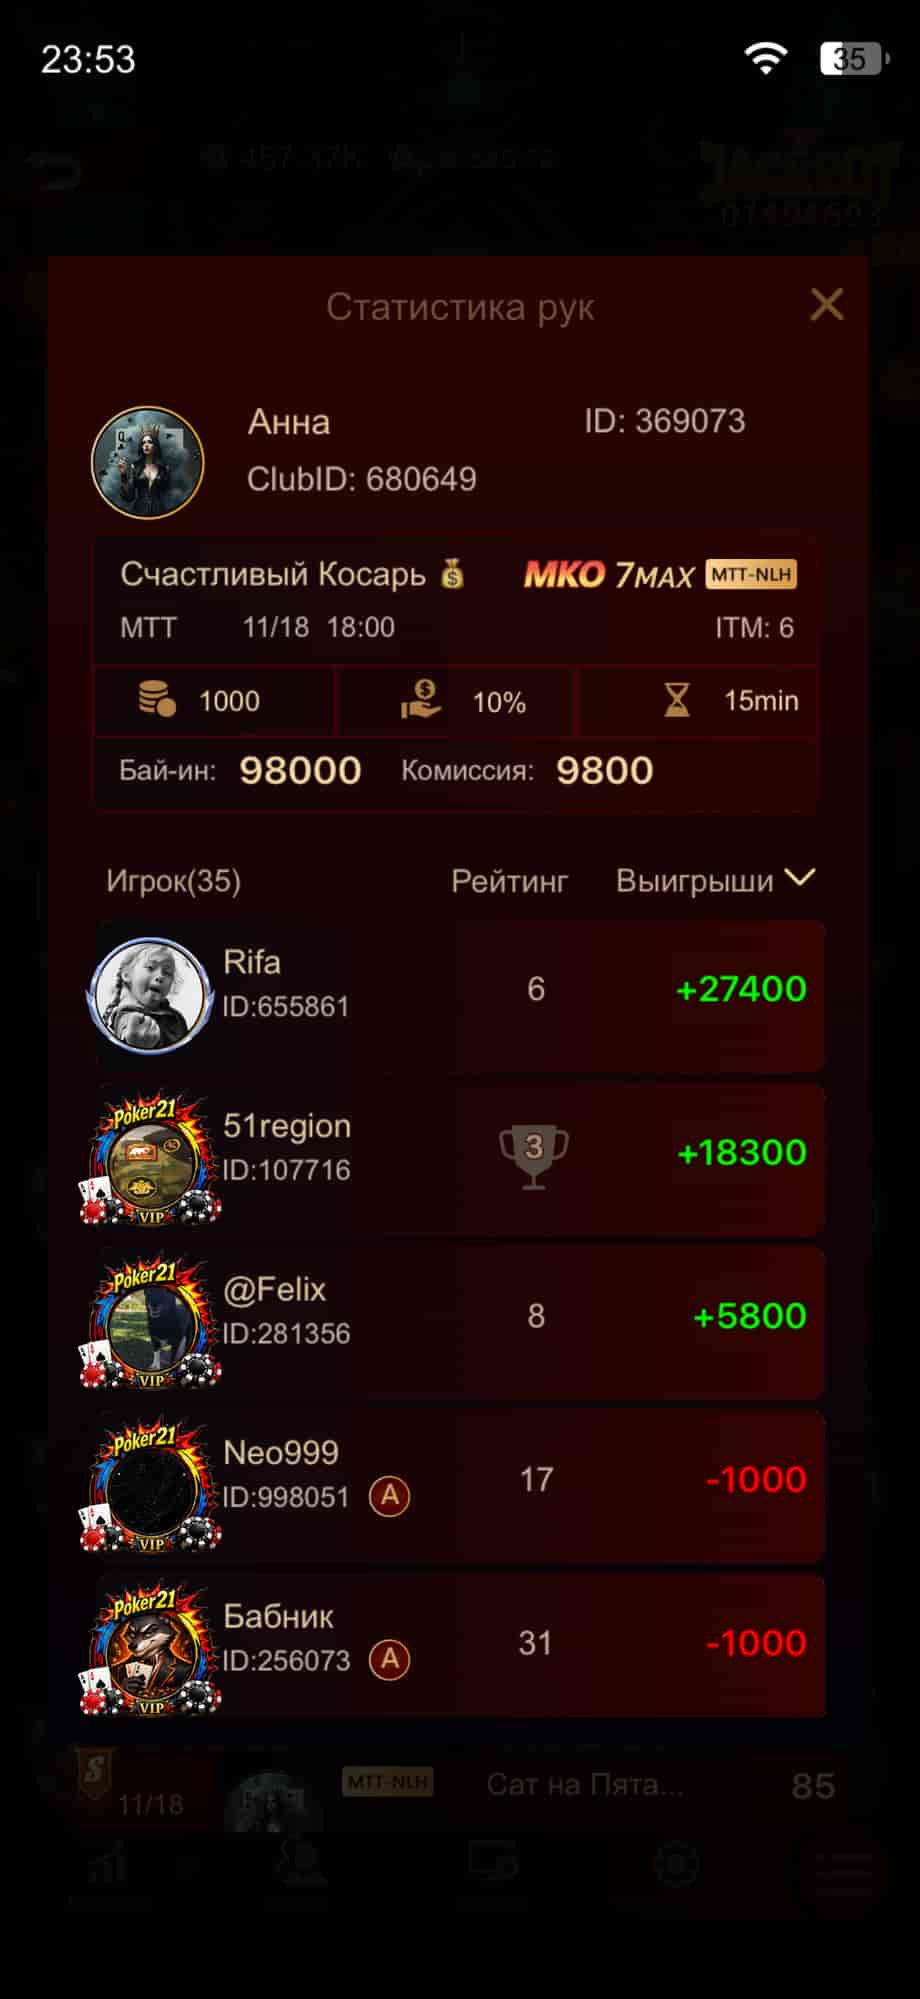 23:53
35
JACKPOT
Статистика рук
Анна
ID: 369073
ClubID: 680649
Счастливый Косарь
MKO 7MAX MTT-NLH
MTT 11/18 18:00 ITM: 6
1000 10% 15min
Бай-ин: 98000 Комиссия: 9800
Игрок(35) Рейтинг Выигрыши
Rifa
ID:655861
6 +27400
Poker21
VIP
51region
ID:107716
3 +18300
Poker21
VIP
@Felix
ID:281356
8 +5800
Poker21
VIP
Neo999
ID:998051 A
17 -1000
Poker21
VIP
Бабник
ID:256073 A
31 -1000
S
11/18
MTT-NLH Сат на Пята... 85